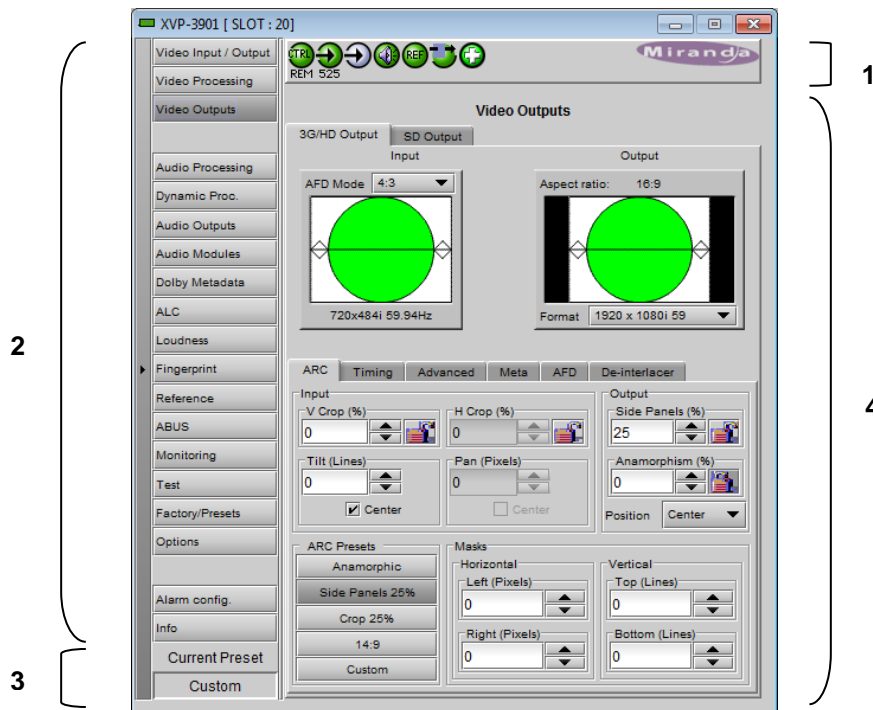 XVP-3901 [ SLOT : 20]
CTRL REF
REM 525
Miranda
1
Video Input / Output
Video Processing
Video Outputs
Audio Processing
Dynamic Proc.
Audio Outputs
Audio Modules
Dolby Metadata
ALC
Loudness
Fingerprint
Reference
ABUS
Monitoring
Test
Factory/Presets
Options
Alarm config.
Info
2
Current Preset
Custom
3
Video Outputs
3G/HD Output SD Output
Input
AFD Mode 4:3
720x484i 59.94Hz
Output
Aspect ratio: 16:9
Format 1920 x 1080i 59
ARC Timing Advanced Meta AFD De-interlacer
Input
V Crop (%)
0
H Crop (%)
0
Tilt (Lines)
0
Center
Pan (Pixels)
0
Center
Output
Side Panels (%)
25
Anamorphism (%)
0
Position Center
ARC Presets
Anamorphic
Side Panels 25%
Crop 25%
14:9
Custom
Masks
Horizontal
Left (Pixels)
0
Right (Pixels)
0
Vertical
Top (Lines)
0
Bottom (Lines)
0
4